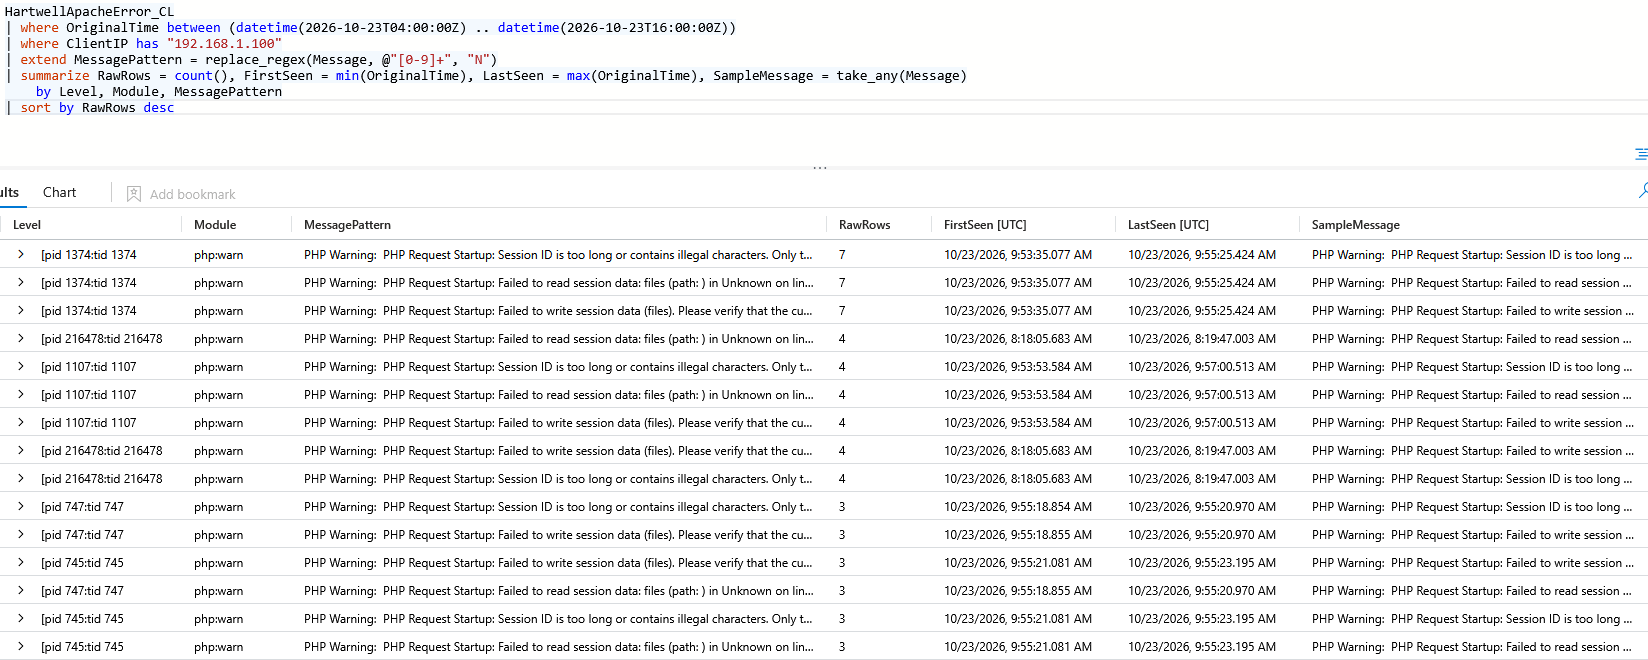 HartwellApacheError_CL
| where OriginalTime between (datetime(2026-10-23T04:00:00Z) .. datetime(2026-10-23T16:00:00Z))
| where ClientIP has "192.168.1.100"
| extend MessagePattern = replace_regex(Message, @"[0-9]+", "N")
| summarize RawRows = count(), FirstSeen = min(OriginalTime), LastSeen = max(OriginalTime), SampleMessage = take_any(Message)
by Level, Module, MessagePattern
| sort by RawRows desc
...
ults Chart Add bookmark
Level Module MessagePattern RawRows FirstSeen [UTC] LastSeen [UTC] SampleMessage
[pid 1374:tid 1374 php:warn PHP Warning: PHP Request Startup: Session ID is too long or contains illegal characters. Only t... 7 10/23/2026, 9:53:35.077 AM 10/23/2026, 9:55:25.424 AM PHP Warning: PHP Request Startup: Session ID is too long ...
[pid 1374:tid 1374 php:warn PHP Warning: PHP Request Startup: Failed to read session data: files (path: ) in Unknown on lin... 7 10/23/2026, 9:53:35.077 AM 10/23/2026, 9:55:25.424 AM PHP Warning: PHP Request Startup: Failed to read session ...
[pid 1374:tid 1374 php:warn PHP Warning: PHP Request Startup: Failed to write session data (files). Please verify that the cu... 7 10/23/2026, 9:53:35.077 AM 10/23/2026, 9:55:25.424 AM PHP Warning: PHP Request Startup: Failed to write session ...
[pid 216478:tid 216478 php:warn PHP Warning: PHP Request Startup: Failed to read session data: files (path: ) in Unknown on lin... 4 10/23/2026, 8:18:05.683 AM 10/23/2026, 8:19:47.003 AM PHP Warning: PHP Request Startup: Failed to read session ...
[pid 1107:tid 1107 php:warn PHP Warning: PHP Request Startup: Session ID is too long or contains illegal characters. Only t... 4 10/23/2026, 9:53:53.584 AM 10/23/2026, 9:57:00.513 AM PHP Warning: PHP Request Startup: Session ID is too long ...
[pid 1107:tid 1107 php:warn PHP Warning: PHP Request Startup: Failed to read session data: files (path: ) in Unknown on lin... 4 10/23/2026, 9:53:53.584 AM 10/23/2026, 9:57:00.513 AM PHP Warning: PHP Request Startup: Failed to read session ...
[pid 1107:tid 1107 php:warn PHP Warning: PHP Request Startup: Failed to write session data (files). Please verify that the cu... 4 10/23/2026, 9:53:53.584 AM 10/23/2026, 9:57:00.513 AM PHP Warning: PHP Request Startup: Failed to write session ...
[pid 216478:tid 216478 php:warn PHP Warning: PHP Request Startup: Failed to write session data (files). Please verify that the cu... 4 10/23/2026, 8:18:05.683 AM 10/23/2026, 8:19:47.003 AM PHP Warning: PHP Request Startup: Failed to write session ...
[pid 216478:tid 216478 php:warn PHP Warning: PHP Request Startup: Session ID is too long or contains illegal characters. Only t... 4 10/23/2026, 8:18:05.683 AM 10/23/2026, 8:19:47.003 AM PHP Warning: PHP Request Startup: Session ID is too long ...
[pid 747:tid 747 php:warn PHP Warning: PHP Request Startup: Session ID is too long or contains illegal characters. Only t... 3 10/23/2026, 9:55:18.854 AM 10/23/2026, 9:55:20.970 AM PHP Warning: PHP Request Startup: Session ID is too long ...
[pid 747:tid 747 php:warn PHP Warning: PHP Request Startup: Failed to write session data (files). Please verify that the cu... 3 10/23/2026, 9:55:18.855 AM 10/23/2026, 9:55:20.970 AM PHP Warning: PHP Request Startup: Failed to write session ...
[pid 745:tid 745 php:warn PHP Warning: PHP Request Startup: Failed to write session data (files). Please verify that the cu... 3 10/23/2026, 9:55:21.081 AM 10/23/2026, 9:55:23.195 AM PHP Warning: PHP Request Startup: Failed to write session ...
[pid 747:tid 747 php:warn PHP Warning: PHP Request Startup: Failed to read session data: files (path: ) in Unknown on lin... 3 10/23/2026, 9:55:18.855 AM 10/23/2026, 9:55:20.970 AM PHP Warning: PHP Request Startup: Failed to read session ...
[pid 745:tid 745 php:warn PHP Warning: PHP Request Startup: Session ID is too long or contains illegal characters. Only t... 3 10/23/2026, 9:55:21.081 AM 10/23/2026, 9:55:23.195 AM PHP Warning: PHP Request Startup: Session ID is too long ...
[pid 745:tid 745 php:warn PHP Warning: PHP Request Startup: Failed to read session data: files (path: ) in Unknown on lin... 3 10/23/2026, 9:55:21.081 AM 10/23/2026, 9:55:23.195 AM PHP Warning: PHP Request Startup: Failed to read session ...